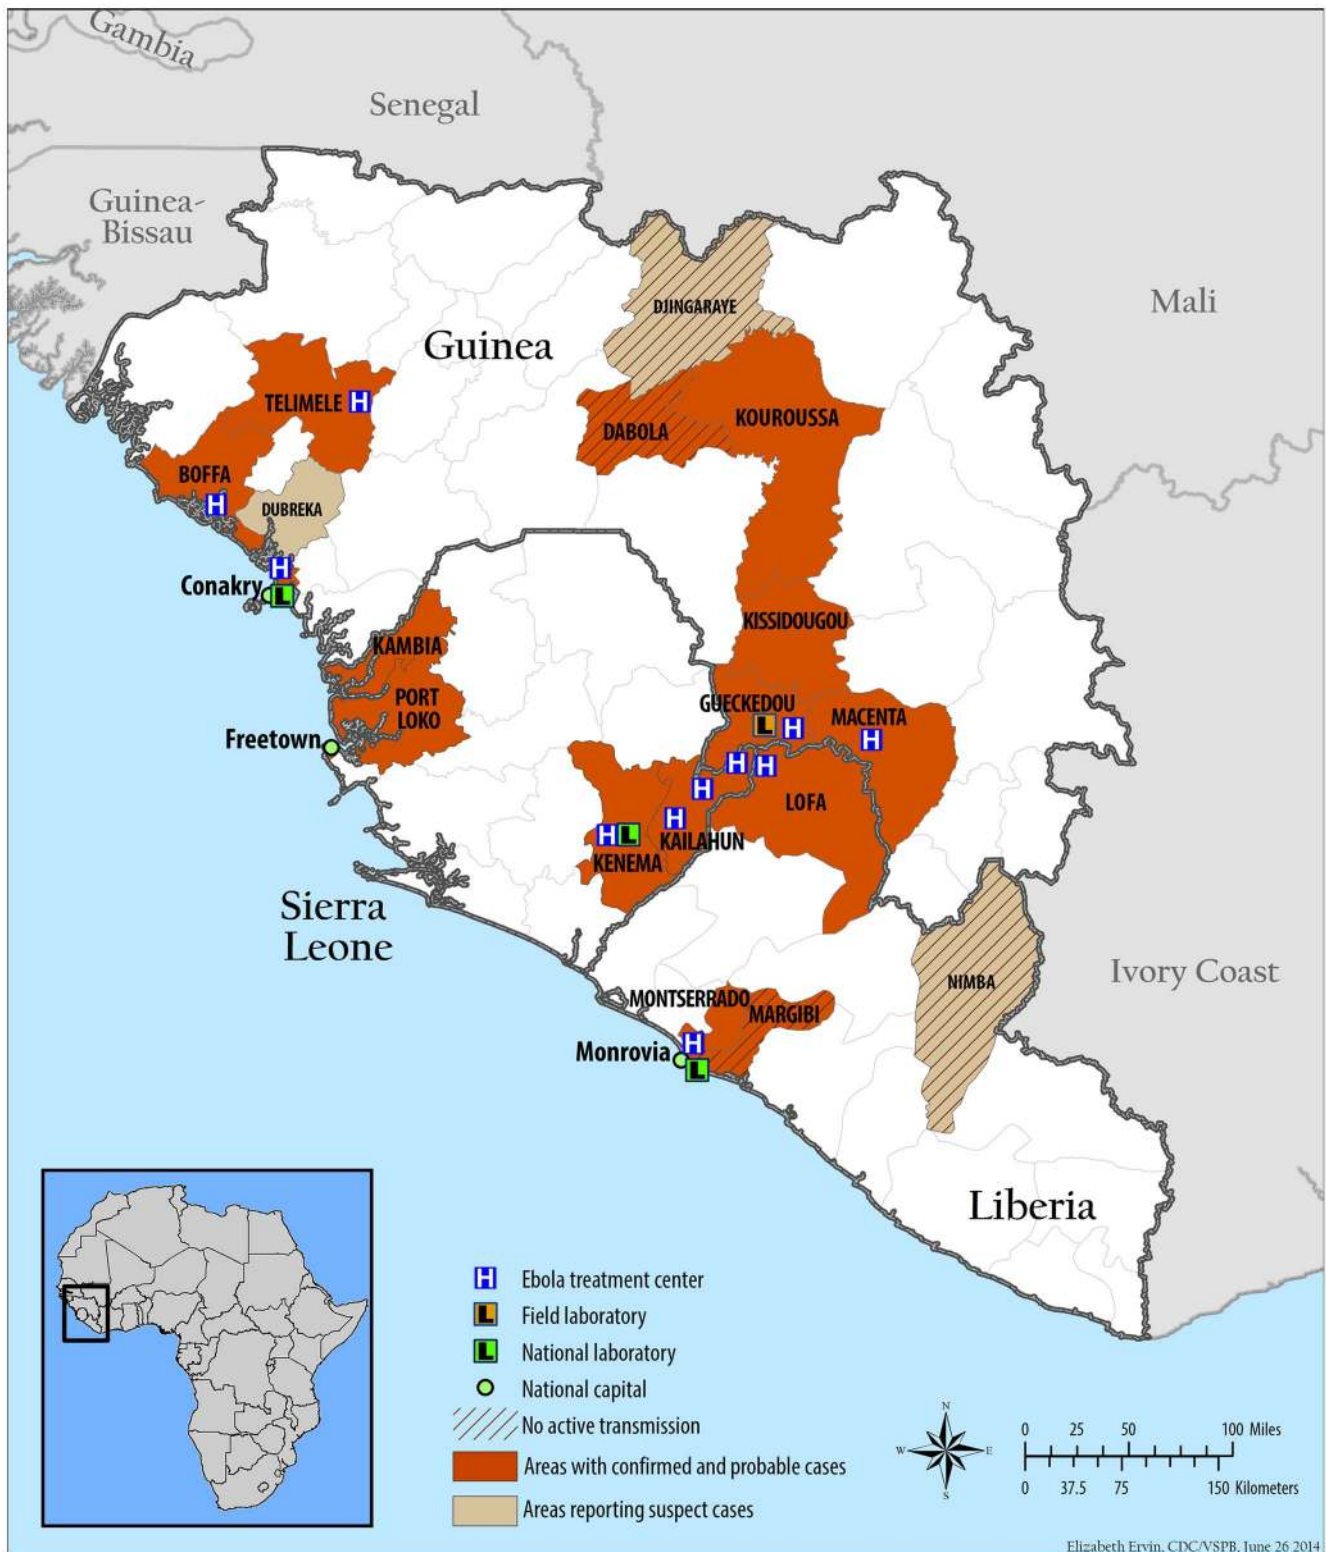 Gambia
Senegal
Guinea-
Bissau
Mali
Guinea
DJINGARAYE
TELIMELE
H
DABOLA
KOUROUSSA
BOFFA
H
DUBREKA
H
Conakry
L
KAMBIA
KISSIDOUGOU
PORT
LOKO
GUECKEDOU
L
H
MACENTA
H
Freetown
H
H
H
LOFA
H
H
L
KAILAHUN
KENEMA
Sierra
Leone
Ivory Coast
NIMBA
MONTSERRADO
MARGIBI
H
Monrovia
L
Liberia
H Ebola treatment center
L Field laboratory
L National laboratory
National capital
No active transmission
Areas with confirmed and probable cases
Areas reporting suspect cases
N
W E
S
0 25 50 100 Miles
0 37.5 75 150 Kilometers
Elizabeth Ervin, CDC/VSPB, June 26 2014